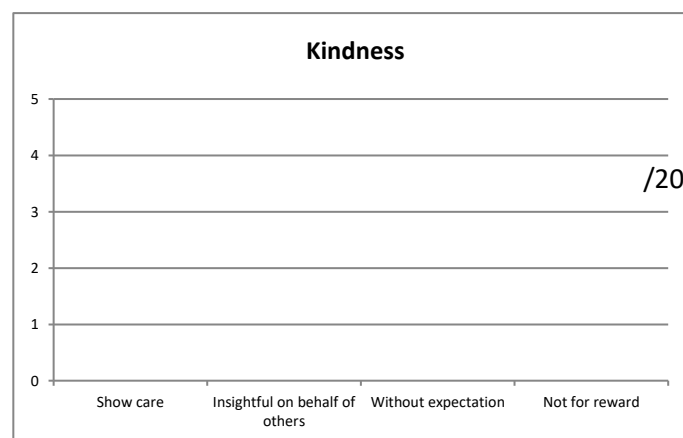 Kindness
5
4
/20
3
2
1
0
Show care
Insightful on behalf of
others
Without expectation
Not for reward